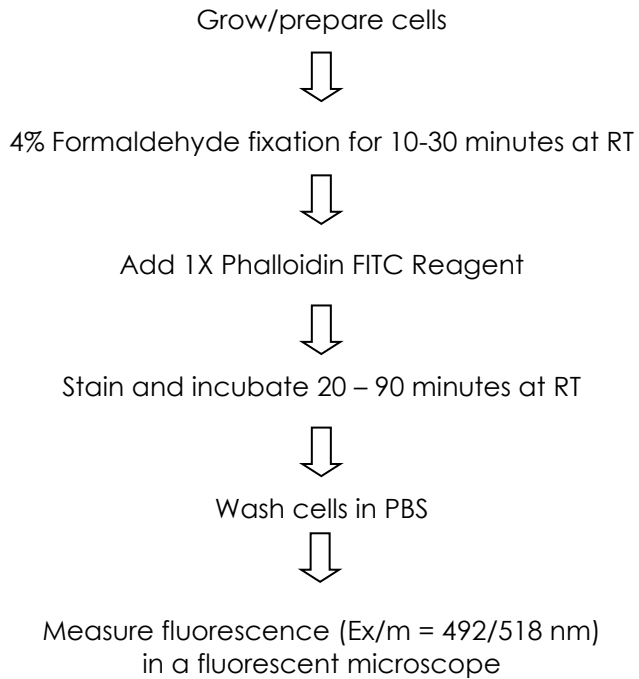 Grow/prepare cells
4% Formaldehyde fixation for 10-30 minutes at RT
Add 1X Phalloidin FITC Reagent
Stain and incubate 20 – 90 minutes at RT
Wash cells in PBS
Measure fluorescence (Ex/m = 492/518 nm)
in a fluorescent microscope